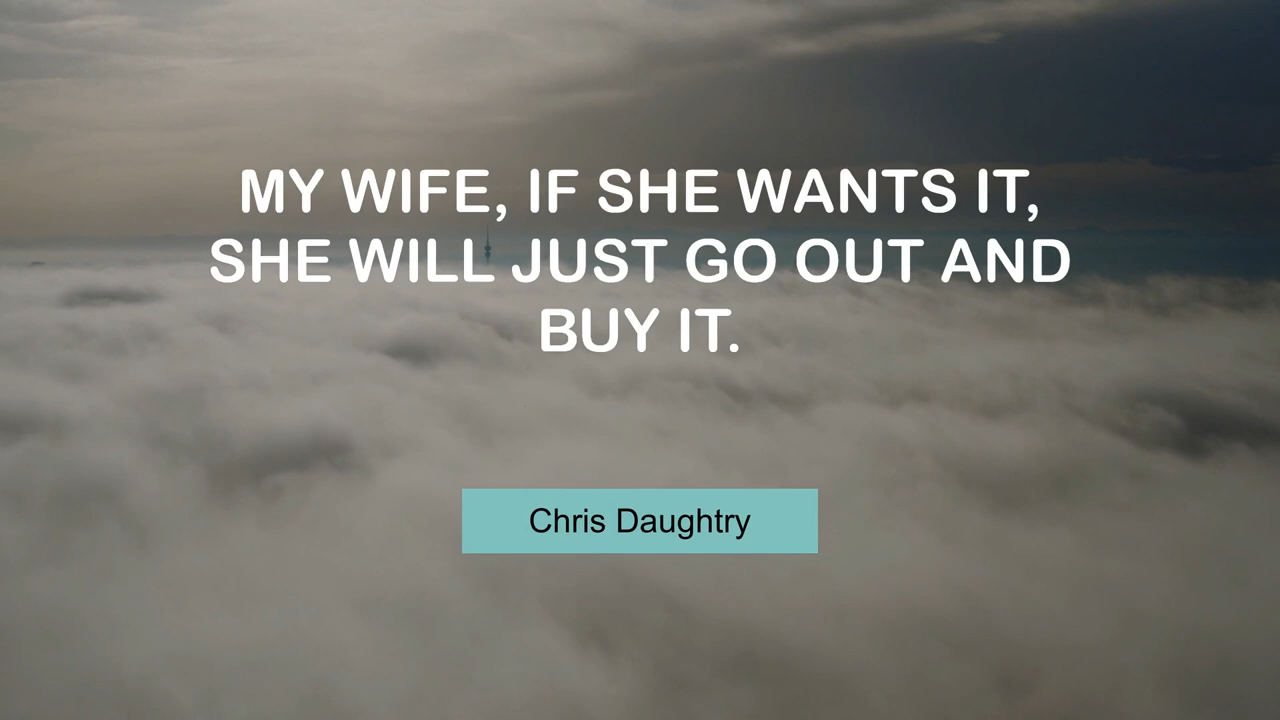 MY WIFE, IF SHE WANTS IT,
SHE WILL JUST GO OUT AND
BUY IT.
Chris Daughtry